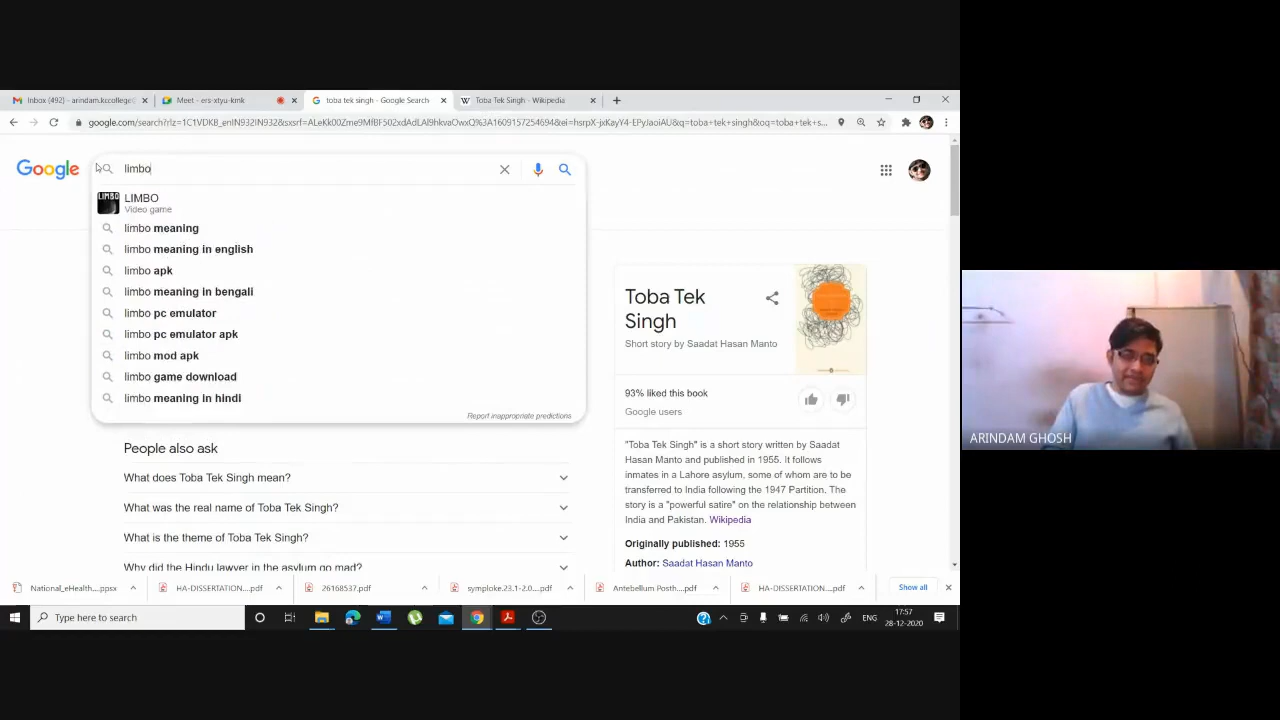 Inbox (492) - arindam.kccollege@
Meet - ers-xtyu-kmk
toba tek singh - Google Search
Toba Tek Singh - Wikipedia
google.com/search?rlz=1C1VDKB_enIN932IN932&sxsrf=
Google
limbo
LIMBO
LIMBO
Video game
limbo meaning
limbo meaning in english
limbo apk
limbo meaning in bengali
limbo pc emulator
limbo pc emulator apk
limbo mod apk
limbo game download
limbo meaning in hindi
Report inappropriate predictions
People also ask
What does Toba Tek Singh mean?
What was the real name of Toba Tek Singh?
What is the theme of Toba Tek Singh?
Why did the Hindu lawyer in the asylum go mad?
Toba Tek
Singh
Short story by Saadat Hasan Manto
93% liked this book
Google users
"Toba Tek Singh" is a short story written by Saadat
Hasan Manto and published in 1955. It follows
inmates in a Lahore asylum, some of whom are to be
transferred to India following the 1947 Partition. The
story is a "powerful satire" on the relationship between
India and Pakistan. Wikipedia
Originally published: 1955
Author: Saadat Hasan Manto
ARINDAM GHOSH
National_eHealth....ppsx
HA-DISSERTATION....pdf
26168537.pdf
symploke.23.1-2.0....pdf
Antebellum Posth....pdf
HA-DISSERTATION....pdf
Show all
Type here to search
ENG
17:57
28-12-2020